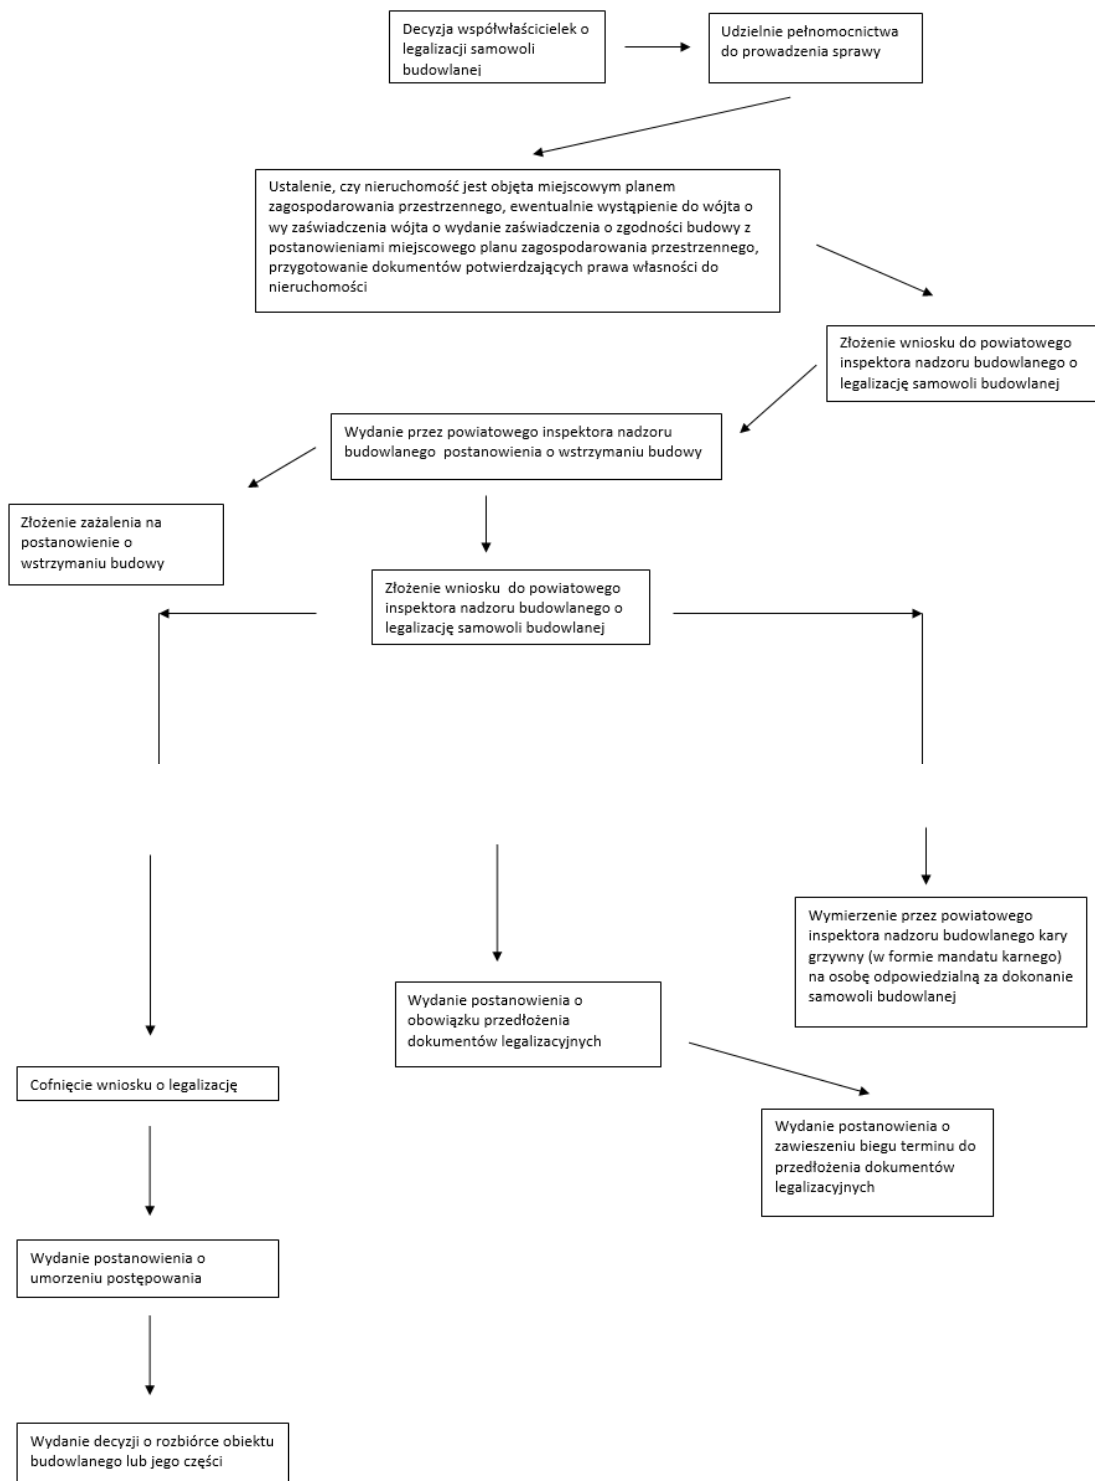 Decyzja współwłaścicielek o
legalizacji samowoli
budowlanej
Udzielnie pełnomocnictwa
do prowadzenia sprawy
Ustalenie, czy nieruchomość jest objęta miejscowym planem
zagospodarowania przestrzennego, ewentualnie wystąpienie do wójta o
wy zaświadczenia wójta o wydanie zaświadczenia o zgodności budowy z
postanowieniami miejscowego planu zagospodarowania przestrzennego,
przygotowanie dokumentów potwierdzających prawa własności do
nieruchomości
Złożenie wniosku do powiatowego
inspektora nadzoru budowlanego o
legalizację samowoli budowlanej
Wydanie przez powiatowego inspektora nadzoru
budowlanego postanowienia o wstrzymaniu budowy
Złożenie zażalenia na
postanowienie o
wstrzymaniu budowy
Złożenie wniosku do powiatowego
inspektora nadzoru budowlanego o
legalizację samowoli budowlanej
Wymierzenie przez powiatowego
inspektora nadzoru budowlanego kary
grzywny (w formie mandatu karnego)
na osobę odpowiedzialną za dokonanie
samowoli budowlanej
Wydanie postanowienia o
obowiązku przedłożenia
dokumentów legalizacyjnych
Cofnięcie wniosku o legalizację
Wydanie postanowienia o
zawieszeniu biegu terminu do
przedłożenia dokumentów
legalizacyjnych
Wydanie postanowienia o
umorzeniu postępowania
Wydanie decyzji o rozbiórce obiektu
budowlanego lub jego części